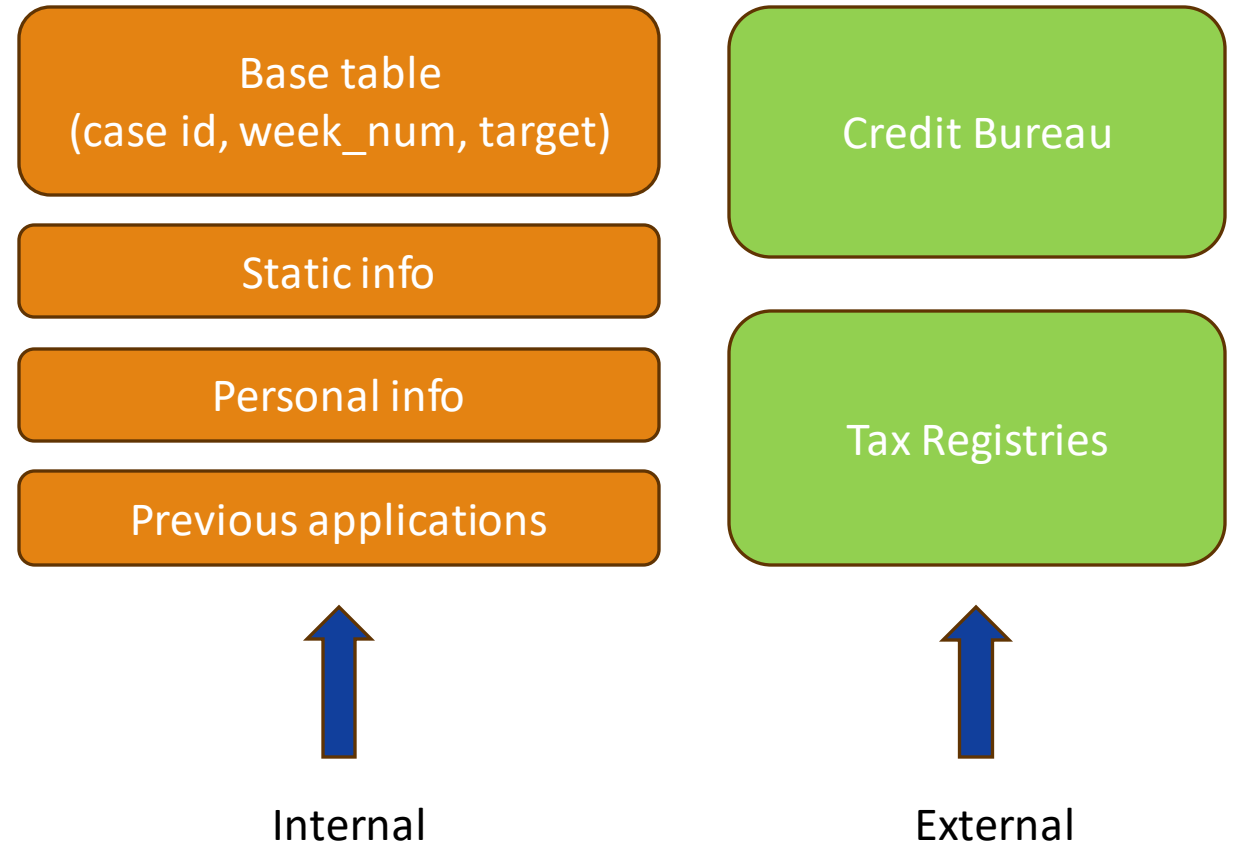 Base table
(case id, week_num, target)
Static info
Personal info
Previous applications
Internal
Credit Bureau
Tax Registries
External